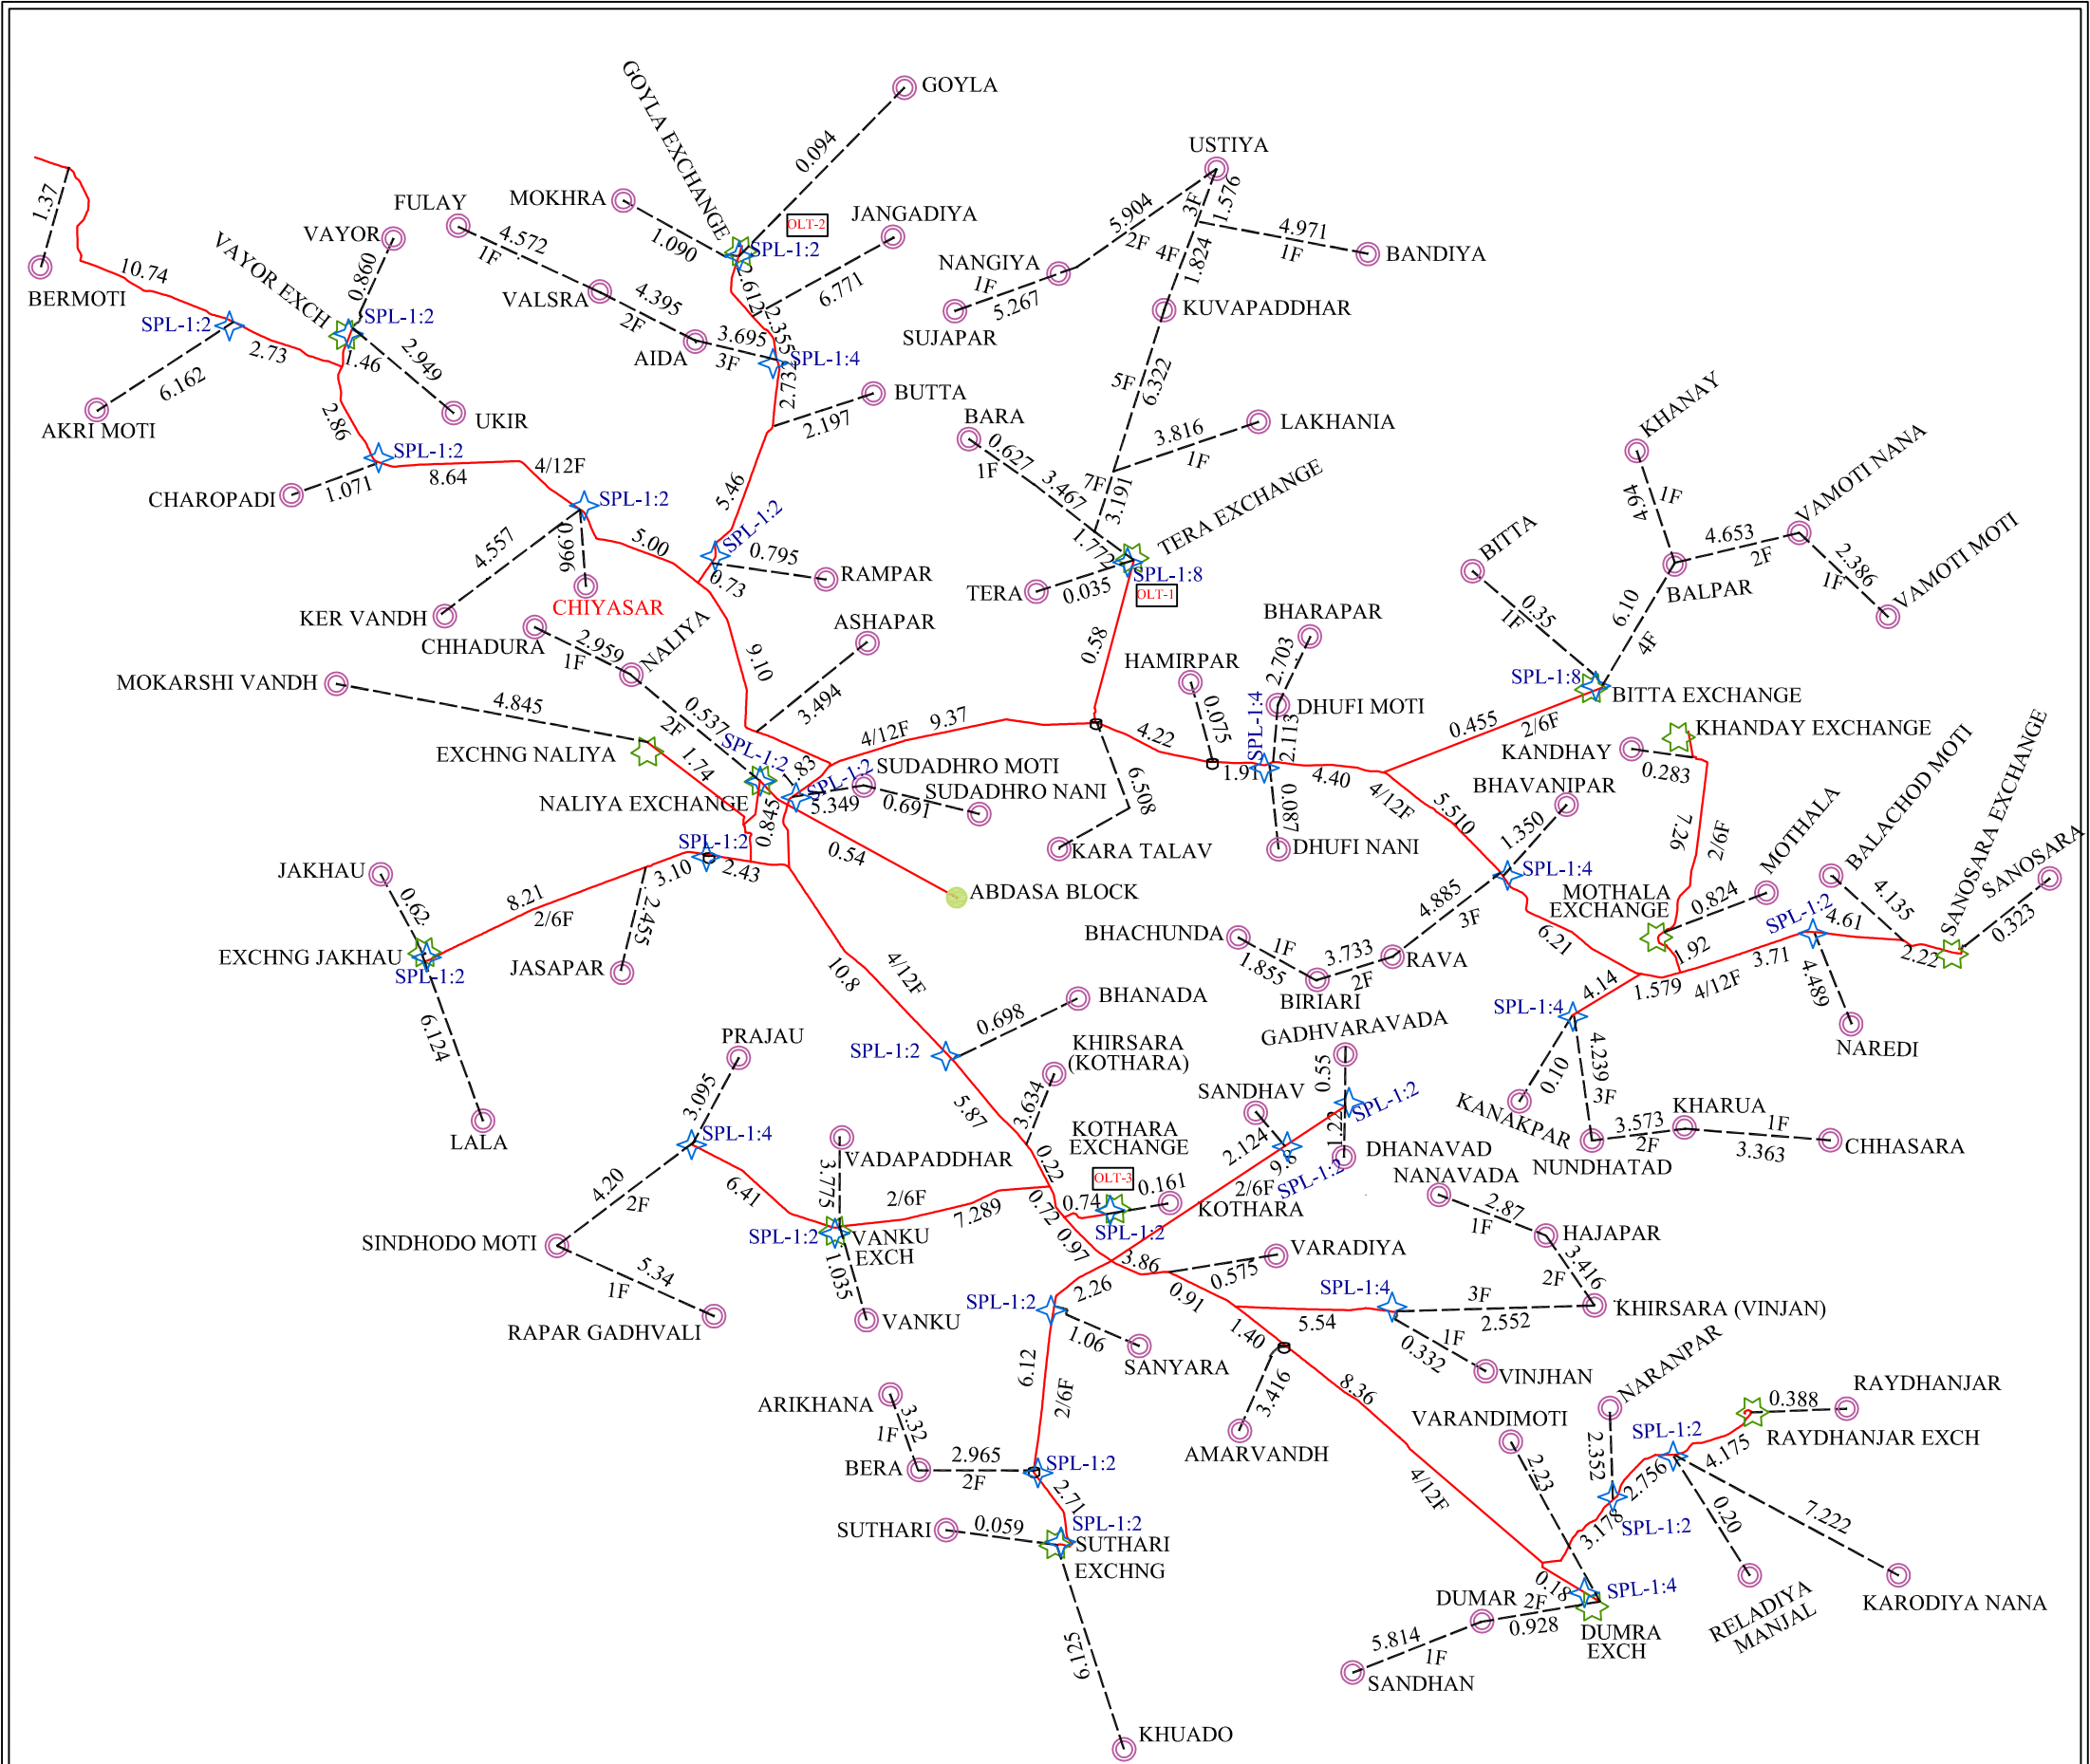 GOYLA
GOYLA EXCHANGE
0.094
USTIYA
MOKHRA
1.090
OLT-2
SPL-1:2
JANGADIYA
6.771
FULAY
4.572
1F
VAYOR
0.860
VAYOR EXCH
SPL-1:2
1.37
BERMOTI
10.74
SPL-1:2
2.73
1.46
2.949
UKIR
6.162
AKRI MOTI
2.86
VALSRA
4.395
2F
AIDA
3.695
3F
2.612
2.355
SPL-1:4
2.732
BUTTA
2.197
5.904
2F
3F
1.576
4F
1.824
4.971
1F
BANDIYA
NANGIYA
1F
5.267
SUJAPAR
KUVAPADDHAR
5F
6.322
BARA
0.627
1F
3.467
3.816
1F
LAKHANIA
7F
3.191
1.772
TERA EXCHANGE
SPL-1:8
OLT-1
TERA
0.035
0.58
CHAROPADI
1.071
SPL-1:2
8.64
4/12F
SPL-1:2
4.557
0.996
KER VANDH
CHIYASAR
5.00
5.46
SPL-1:2
0.795
RAMPAR
0.73
9.10
ASHAPAR
3.494
CHHADURA
2.959
1F
NALIYA
0.537
2F
MOKARSHI VANDH
4.845
EXCHNG NALIYA
1.74
SPL-1:2
NALIYA EXCHANGE
1.83
SPL-1:2
0.845
4/12F
9.37
SUDADHRO MOTI
5.349
0.691
SUDADHRO NANI
0.54
ABDASA BLOCK
KHANAY
4.94
1F
VAMOTI NANA
4.653
2F
VAMOTI MOTI
2.386
1F
BALPAR
6.10
4F
BITTA
0.35
1F
SPL-1:8
BITTA EXCHANGE
0.455
2/6F
BHARAPAR
2.703
HAMIRPAR
0.075
SPL-1:4
DHUFI MOTI
2.113
4.22
1.91
4.40
4/12F
0.087
DHUFI NANI
6.508
KARA TALAV
KHANDAY EXCHANGE
KANDHAY
0.283
7.26
2/6F
BHAVANIPAR
1.350
5.510
SPL-1:4
4.885
3F
RAVA
3.733
2F
BIRIARI
1F
1.855
BHACHUNDA
MOTHALA
0.824
MOTHALA
EXCHANGE
1.92
6.21
BALACHOD MOTI
4.135
SANOSARA EXCHANGE
SANOSARA
0.323
SPL-1:2
4.61
2.22
3.71
4/12F
1.579
4.489
NAREDI
4.14
SPL-1:4
0.10
KANAKPAR
4.239
3F
NUNDHATAD
3.573
2F
KHARUA
1F
3.363
CHHASARA
JAKHAU
0.62
EXCHNG JAKHAU
SPL-1:2
6.124
LALA
8.21
2/6F
2.455
JASAPAR
3.10
SPL-1:2
2.43
10.8
4/12F
SPL-1:2
0.698
BHANADA
5.87
KHIRSARA
(KOTHARA)
3.634
0.22
PRAJAU
3.095
SPL-1:4
4.20
2F
SINDHODO MOTI
5.34
1F
RAPAR GADHVALI
6.41
VADAPADDHAR
3.775
SPL-1:2
VANKU
EXCH
1.035
VANKU
2/6F
7.289
KOTHARA
EXCHANGE
OLT-3
0.161
KOTHARA
0.74
SPL-1:2
0.72
0.97
GADHVARAVADA
0.55
SPL-1:2
1.22
DHANAVAD
SANDHAV
2.124
9.8
SPL-1:2
2/6F
2.26
3.86
VARADIYA
0.575
0.91
NANAVADA
2.87
1F
HAJAPAR
3.416
2F
KHIRSARA (VINJAN)
3F
2.552
SPL-1:4
5.54
1F
0.332
VINJHAN
1.40
3.416
AMARVANDH
SPL-1:2
1.06
SANYARA
6.12
2/6F
ARIKHANA
3.32
1F
BERA
2.965
2F
SPL-1:2
2.71
SPL-1:2
SUTHARI
0.059
SUTHARI
EXCHNG
6.125
KHUADO
8.36
4/12F
VARANDIMOTI
2.23
NARANPAR
2.352
SPL-1:2
RAYDHANJAR
0.388
RAYDHANJAR EXCH
4.175
2.756
SPL-1:2
3.178
0.20
RELADIYA
MANJAL
7.222
KARODIYA NANA
0.18
SPL-1:4
DUMRA
EXCH
DUMAR
2F
0.928
5.814
1F
SANDHAN